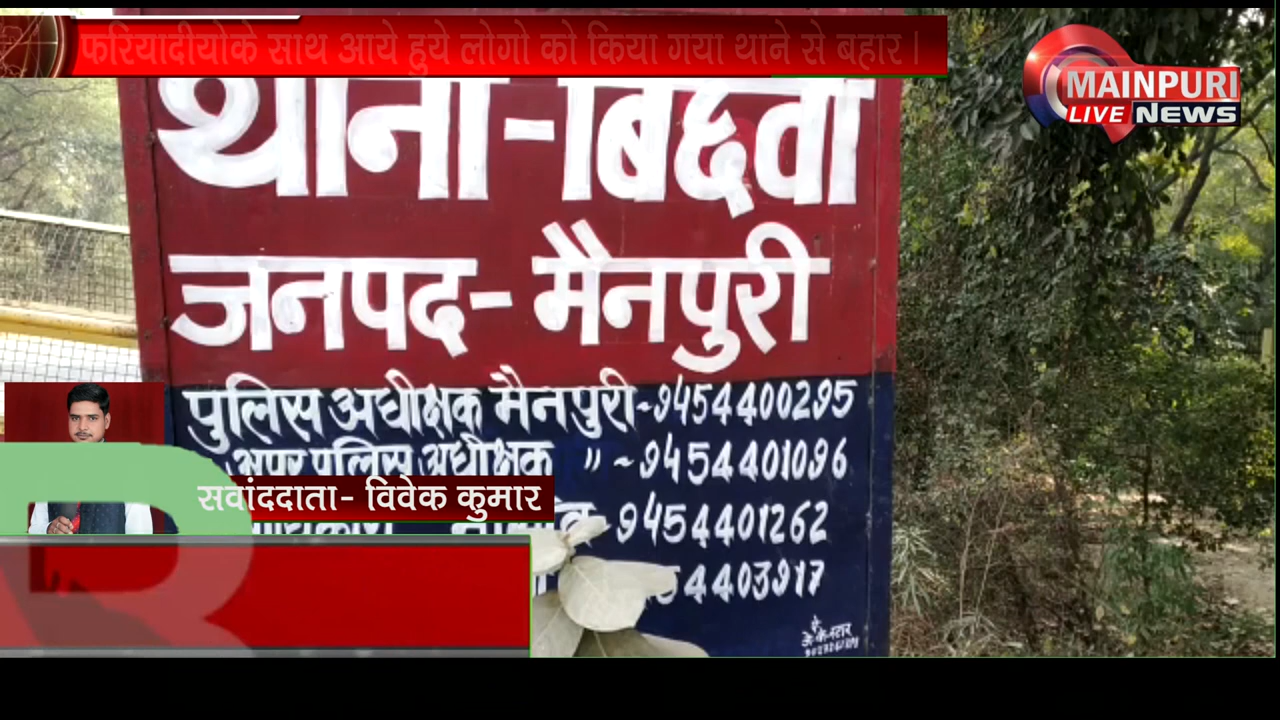 फरियादीयोके साथ आये हुये लोगो को किया गया थाने से बहार |
MAINPURI
LIVE NEWS
थाना-बिछवा
जनपद- मैनपुरी
पुलिस अधीक्षक मैनपुरी-9454400295
अपर पुलिस अधीक्षक " ~9454401096
सवांददाता- विवेक कुमार
9454401262
54403917